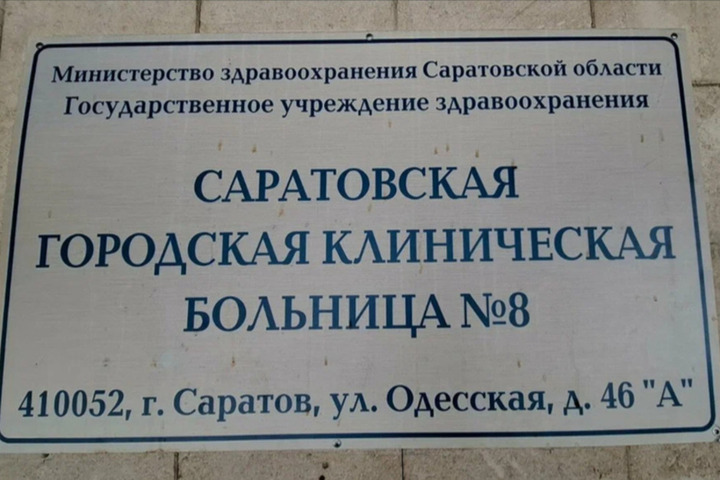 Министерство здравоохранения Саратовской области
Государственное учреждение здравоохранения
САРАТОВСКАЯ
ГОРОДСКАЯ КЛИНИЧЕСКАЯ
БОЛЬНИЦА №8
410052, г. Саратов, ул. Одесская, д. 46 "А"